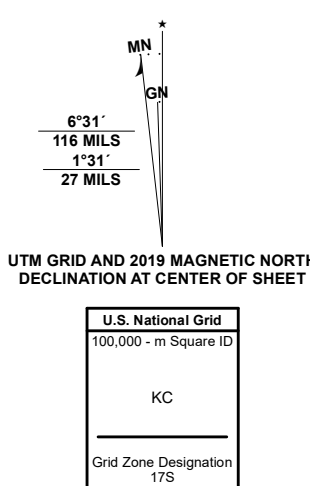 ★
MN
GN
6°31´
116 MILS
1°31´
27 MILS
UTM GRID AND 2019 MAGNETIC NORTH
DECLINATION AT CENTER OF SHEET
U.S. National Grid
100,000 - m Square ID
KC
Grid Zone Designation
17S